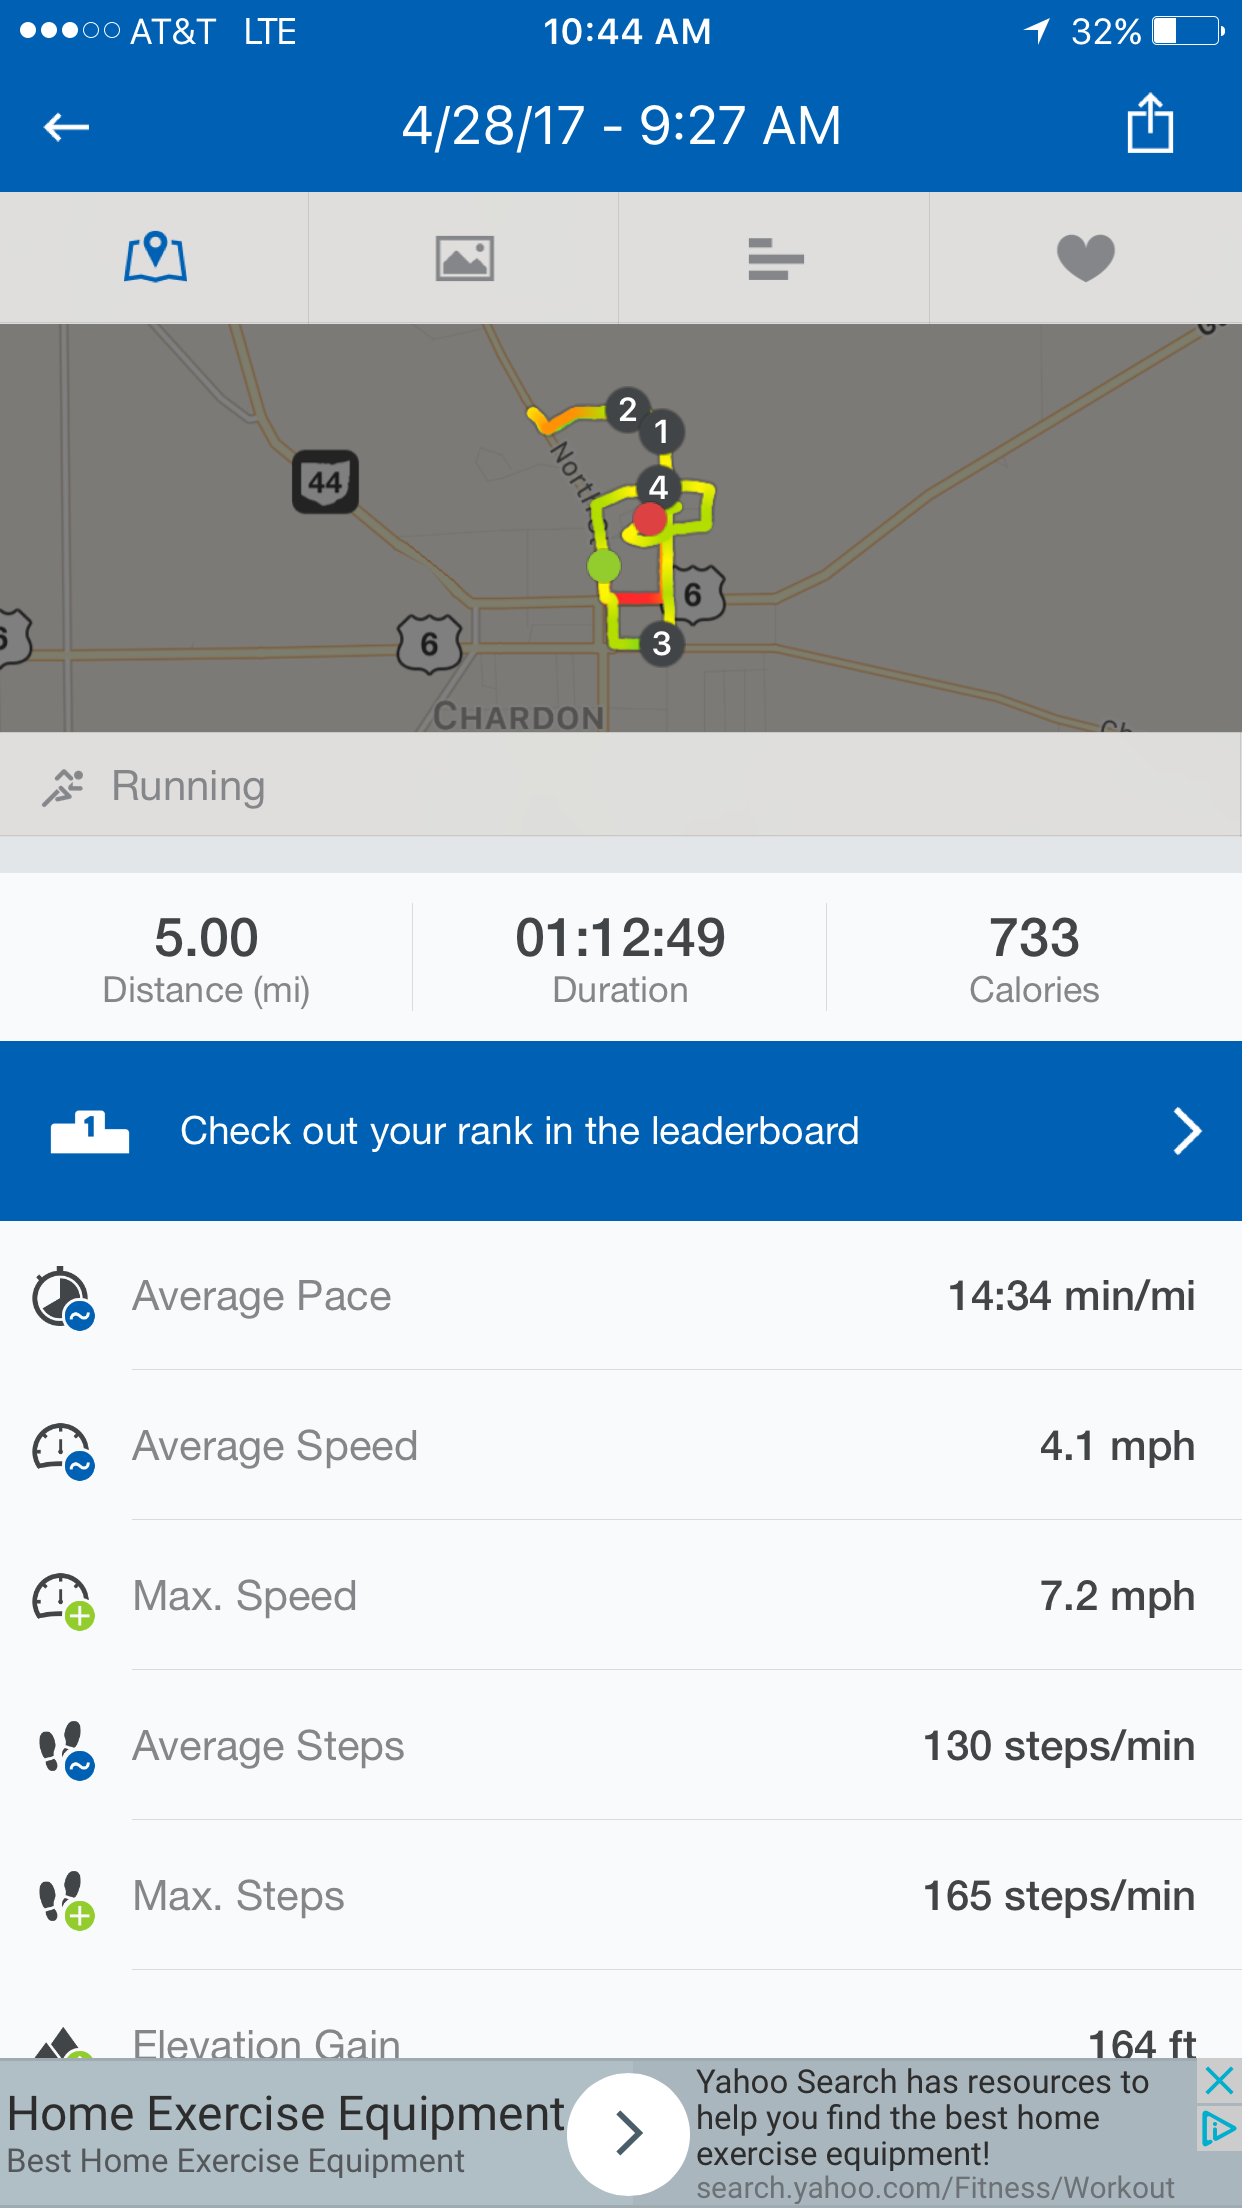 AT&T LTE 10:44 AM 32%
4/28/17 - 9:27 AM
2
1
44
4
6
6
6
3
CHARDON
Running
5.00 01:12:49 733
Distance (mi) Duration Calories
1 Check out your rank in the leaderboard
Average Pace 14:34 min/mi
Average Speed 4.1 mph
Max. Speed 7.2 mph
Average Steps 130 steps/min
Max. Steps 165 steps/min
Elevation Gain 164 ft
Home Exercise Equipment
Best Home Exercise Equipment
Yahoo Search has resources to
help you find the best home
exercise equipment!
search.yahoo.com/Fitness/Workout